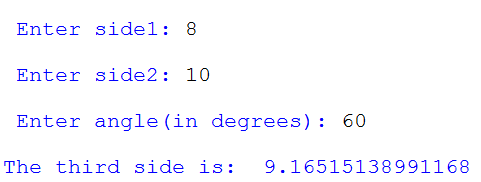 Enter side1: 8
Enter side2: 10
Enter angle(in degrees): 60
The third side is:  9.16515138991168